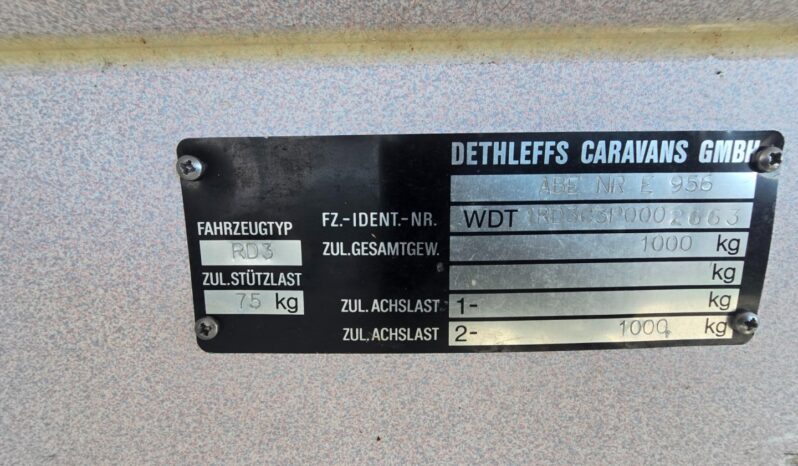 DETHLEFFS CARAVANS GMBH
ABE NR E 956
FZ.-IDENT.-NR. WDT
FAHRZEUGTYP
RD3
ZUL.GESAMTGEW. 1000 kg
kg
ZUL.STÜTZLAST
75 kg
ZUL.ACHSLAST 1- kg
ZUL.ACHSLAST 2- 1000 kg